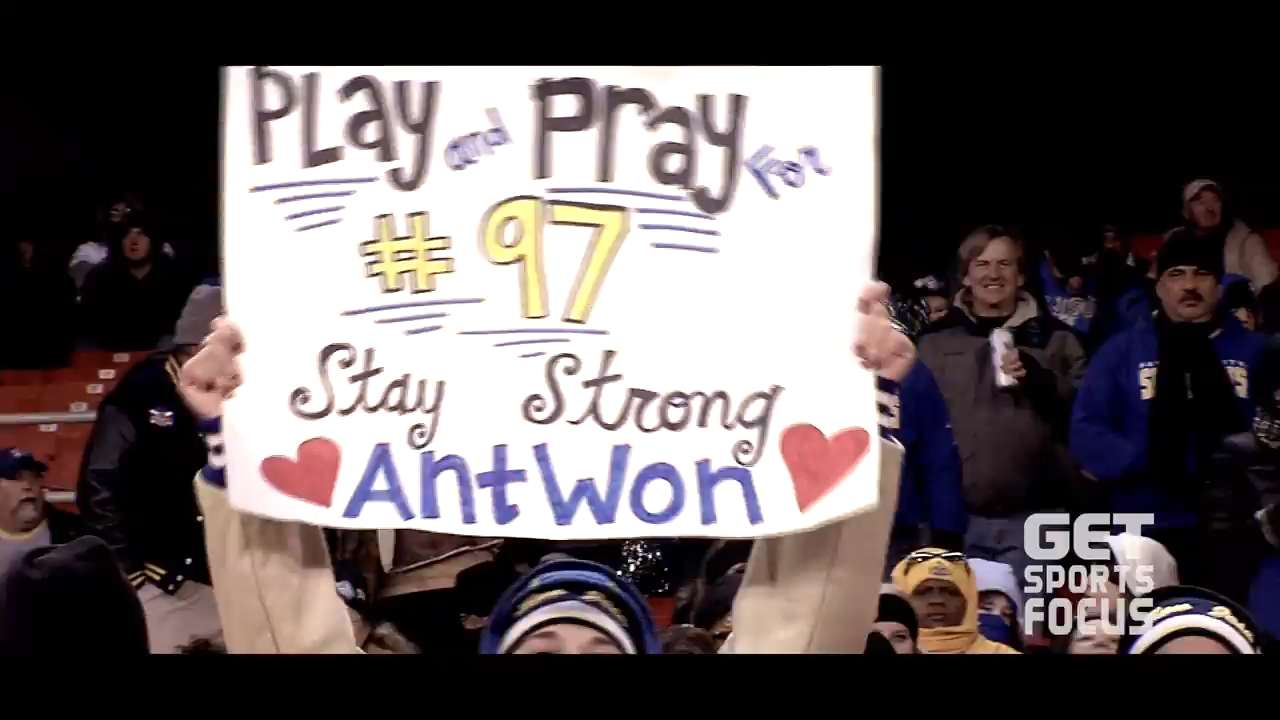 PLay and Pray For
# 97
Stay Strong
AntWon
GET
SPORTS
FOCUS